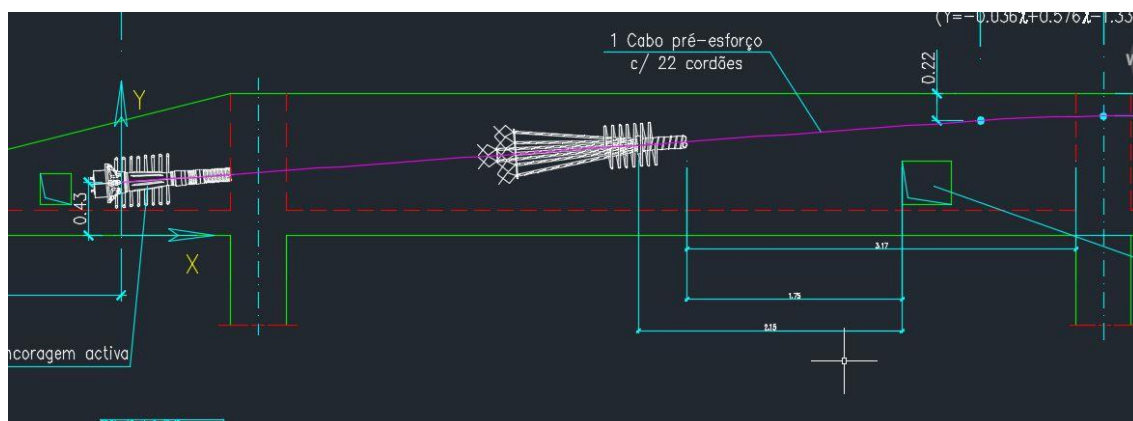 (Y=-0.036X+0.576X-1.33
1 Cabo pré-esforço
c/ 22 cordões
0.22
Y
0.43
X
3.17
1.75
2.15
ncoragem activa